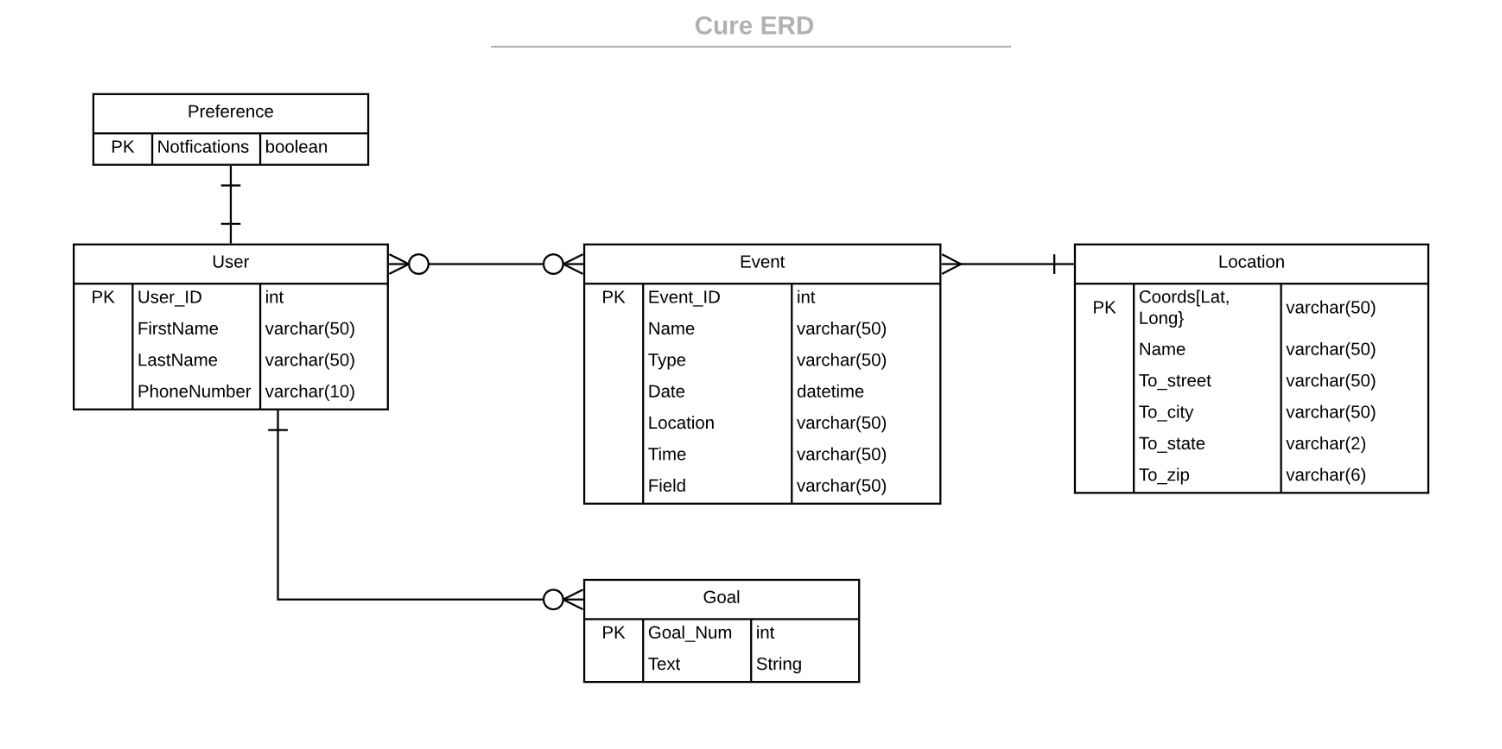 Cure ERD
Preference
PK Notfications boolean
User
PK User_ID int
FirstName varchar(50)
LastName varchar(50)
PhoneNumber varchar(10)
Event
PK Event_ID int
Name varchar(50)
Type varchar(50)
Date datetime
Location varchar(50)
Time varchar(50)
Field varchar(50)
Location
PK Coords[Lat,
Long} varchar(50)
Name varchar(50)
To_street varchar(50)
To_city varchar(50)
To_state varchar(2)
To_zip varchar(6)
Goal
PK Goal_Num int
Text String